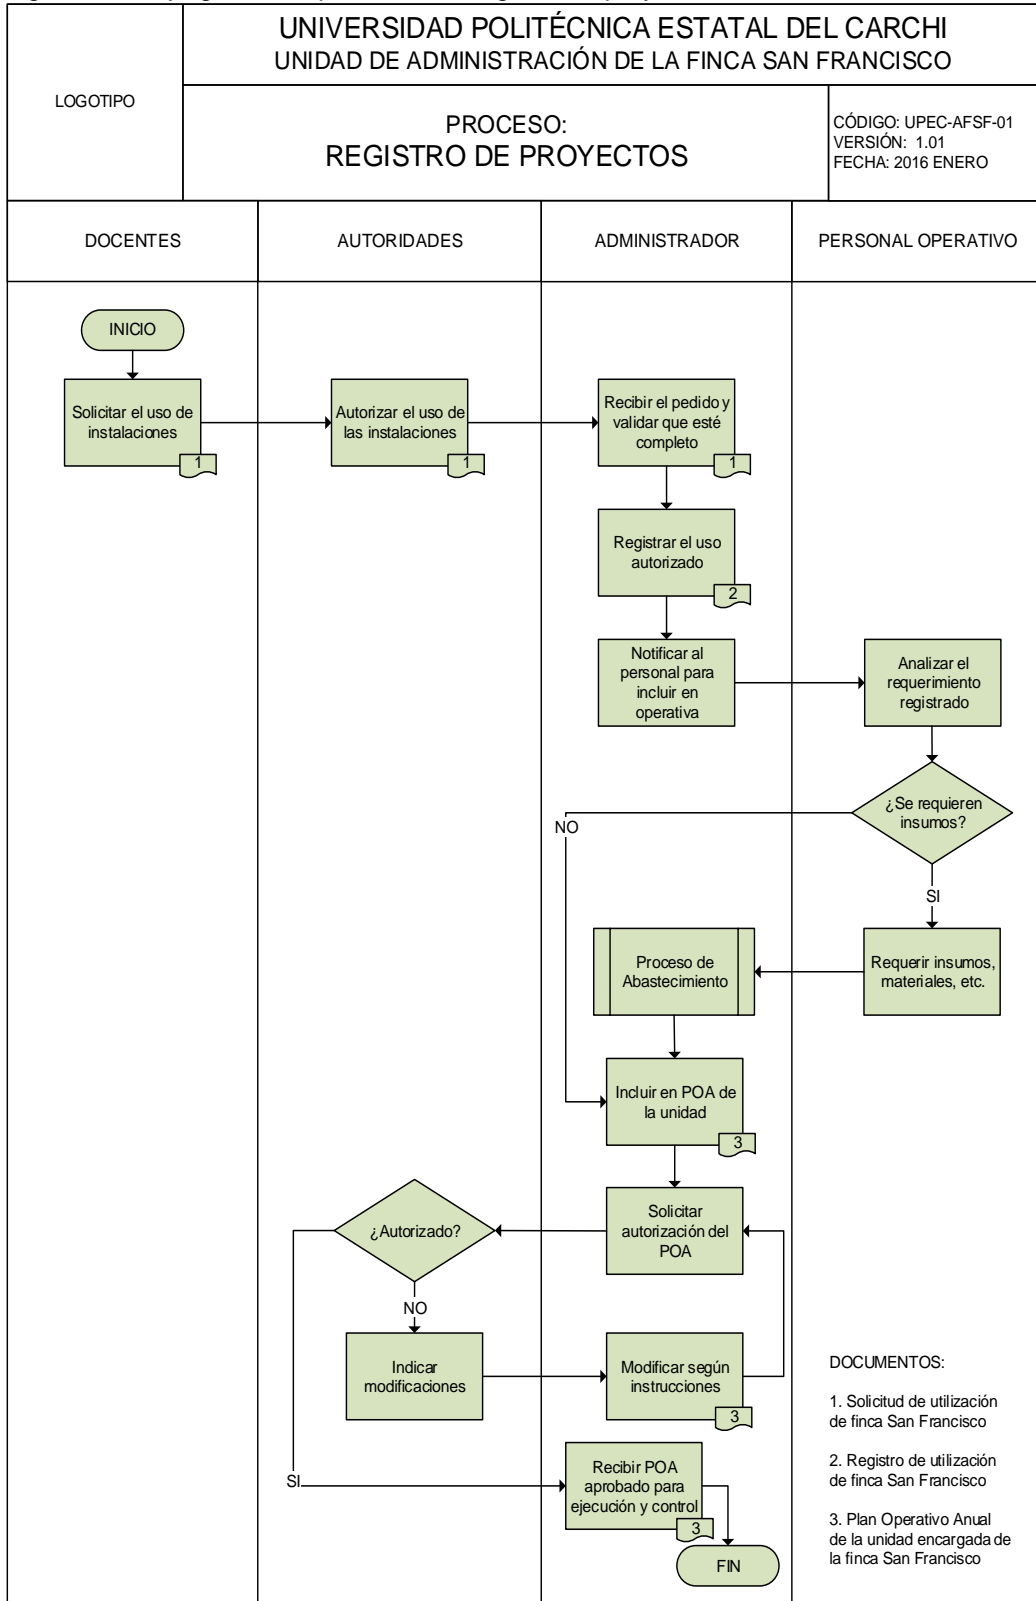 UNIVERSIDAD POLITÉCNICA ESTATAL DEL CARCHI
UNIDAD DE ADMINISTRACIÓN DE LA FINCA SAN FRANCISCO
LOGOTIPO
PROCESO:
REGISTRO DE PROYECTOS
CÓDIGO: UPEC-AFSF-01
VERSIÓN: 1.01
FECHA: 2016 ENERO
DOCENTES
AUTORIDADES
ADMINISTRADOR
PERSONAL OPERATIVO
INICIO
Solicitar el uso de
instalaciones
1
Autorizar el uso de
las instalaciones
1
Recibir el pedido y
validar que esté
completo
1
Registrar el uso
autorizado
2
Notificar al
personal para
incluir en
operativa
Analizar el
requerimiento
registrado
¿Se requieren
insumos?
NO
SI
Requerir insumos,
materiales, etc.
Proceso de
Abastecimiento
Incluir en POA de
la unidad
3
Solicitar
autorización del
POA
¿Autorizado?
NO
Indicar
modificaciones
Modificar según
instrucciones
3
SI
Recibir POA
aprobado para
ejecución y control
3
FIN
DOCUMENTOS:
1. Solicitud de utilización
de finca San Francisco
2. Registro de utilización
de finca San Francisco
3. Plan Operativo Anual
de la unidad encargada de
la finca San Francisco